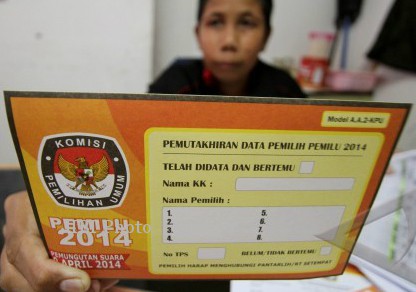 Model A.A.2-KPU
KOMISI
PEMILIHAN UMUM
PEMILU
2014
PEMUNGUTAN SUARA
APRIL 2014
PEMUTAKHIRAN DATA PEMILIH PEMILU 2014
TELAH DIDATA DAN BERTEMU
Nama KK :
Nama Pemilih :
1. 5.
2. 6.
3. 7.
4. 8.
No TPS BELUM/TIDAK BERTEMU
PEMILIH HARAP MENGHUBUNGI PANTARLIH/RT SETEMPAT